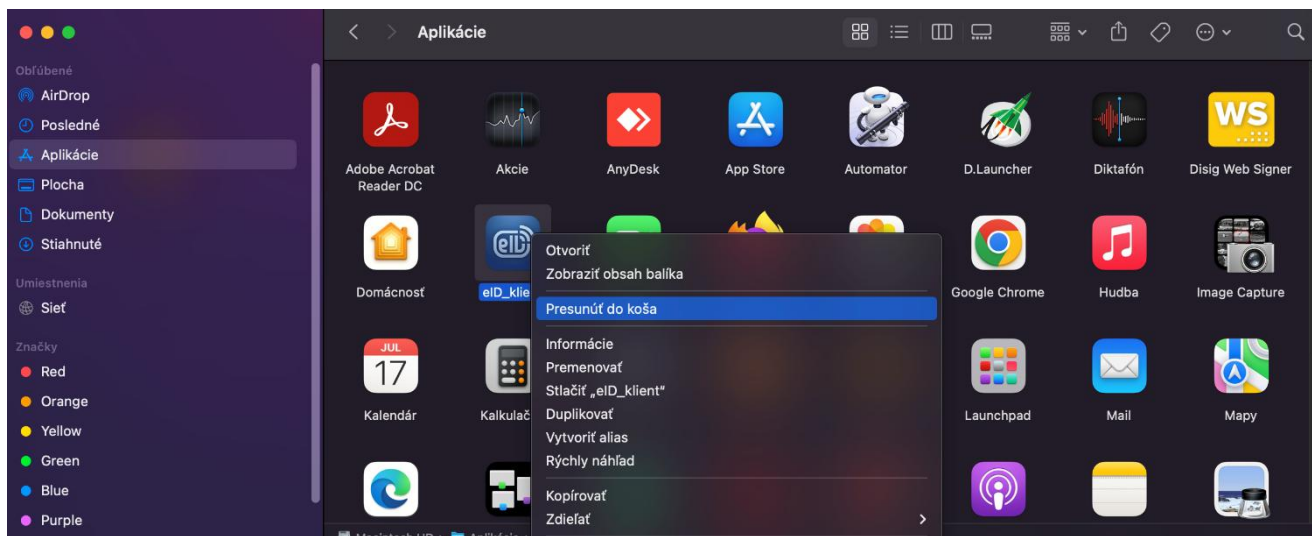 Aplikácie
Obľúbené
AirDrop
Posledné
Aplikácie
Plocha
Dokumenty
Stiahnuté
Umiestnenia
Sieť
Značky
Red
Orange
Yellow
Green
Blue
Purple
WS
Adobe Acrobat Reader DC
Akcie
AnyDesk
App Store
Automator
D.Launcher
Diktafón
Disig Web Signer
eID
Domácnosť
eID_klie
Google Chrome
Hudba
Image Capture
JUL
17
Kalendár
Kalkulač
Launchpad
Mail
Mapy
Otvoriť
Zobraziť obsah balíka
Presunúť do koša
Informácie
Premenovať
Stlačiť „eID_klient“
Duplikovať
Vytvoriť alias
Rýchly náhľad
Kopírovať
Zdieľať